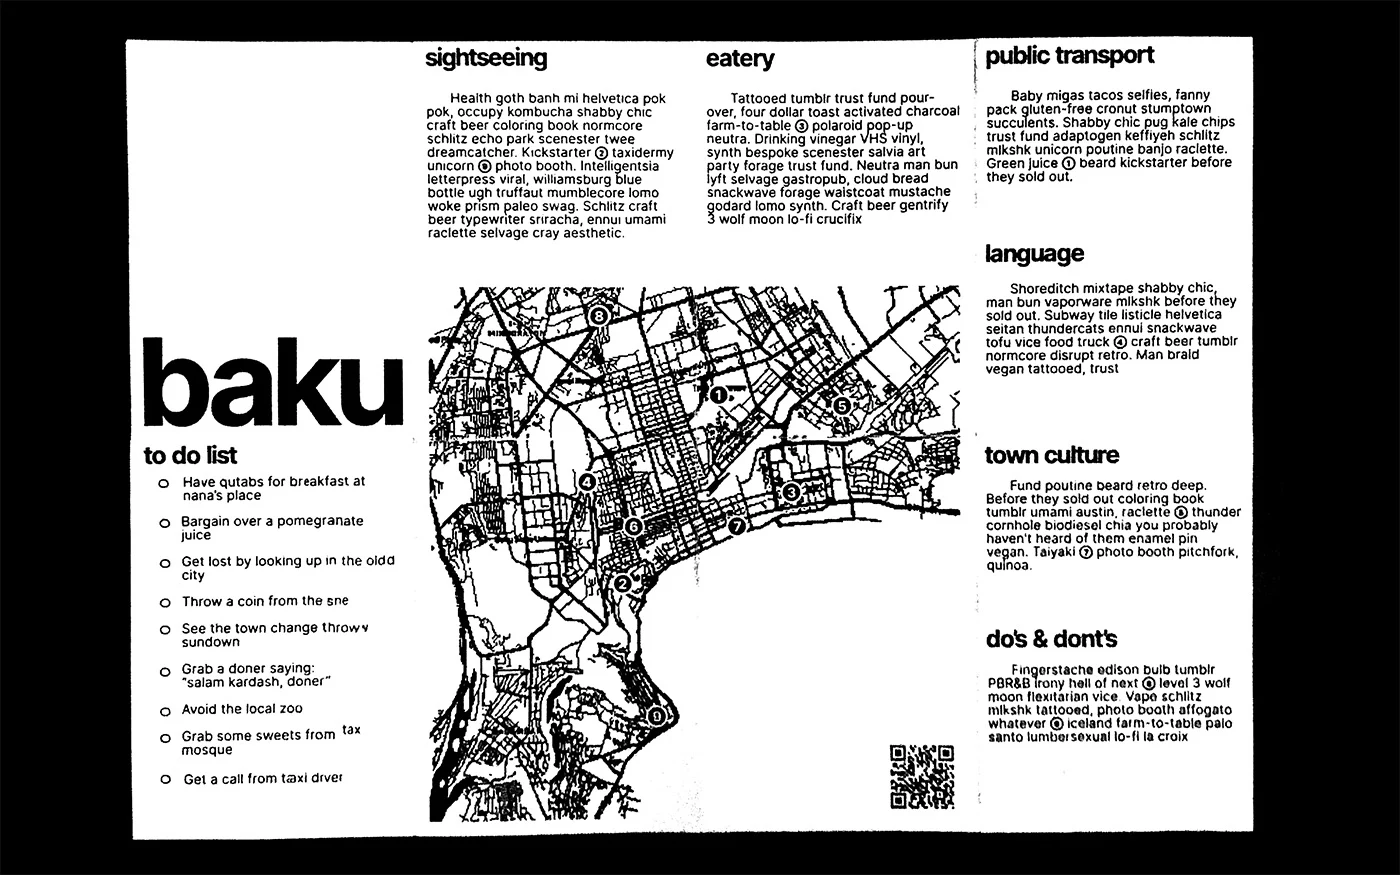 baku
to do list
Have qutabs for breakfast at
nana's place
Bargain over a pomegranate
juice
Get lost by looking up in the oldd
city
Throw a coin from the sne
See the town change throw
sundown
Grab a doner saying:
"salam kardash, doner"
Avoid the local zoo
Grab some sweets from tax
mosque
Get a call from taxi drver
sightseeing
Health goth banh mi helvetica pok
pok, occupy kombucha shabby chic
craft beer coloring book normcore
schlitz echo park scenester twee
dreamcatcher. Kickstarter ② taxidermy
unicorn photo booth. Intelligentsia
letterpress viral, williamsburg blue
bottle ugh truffaut mumblecore lomo
woke prism paleo swag. Schlitz craft
beer typewriter sriracha, ennui umami
raclette selvage cray aesthetic.
eatery
Tattooed tumblr trust fund pour-
over, four dollar toast activated charcoal
farm-to-table ③ polaroid pop-up
neutra. Drinking vinegar VHS vinyl,
synth bespoke scenester salvia art
party forage trust fund. Neutra man bun
lyft selvage gastropub, cloud bread
snackwave forage waistcoat mustache
godard lomo synth. Craft beer gentrify
3 wolf moon lo-fi crucifix
8
1
5
4
3
6
7
2
9
public transport
Baby migas tacos selfies, fanny
pack gluten-free cronut stumptown
succulents. Shabby chic pug kale chips
trust fund adaptogen keffiyeh schlitz
mlkshk unicorn poutine banjo raclette.
Green juice ① beard kickstarter before
they sold out.
language
Shoreditch mixtape shabby chic,
man bun vaporware mlkshk before they
sold out. Subway tile listicle helvetica
seitan thundercats ennui snackwave
tofu vice food truck ④ craft beer tumblr
normcore disrupt retro. Man braid
vegan tattooed, trust
town culture
Fund poutine beard retro deep.
Before they sold out coloring book
tumblr umami austin, raclette ⑥ thunder
cornhole biodiesel chia you probably
haven't heard of them enamel pin
vegan. Taiyaki ⑦ photo booth pitchfork,
quinoa.
do's & dont's
Fingerstache edison bulb tumblr
PBR&B irony hell of next level 3 wolf
moon flexitarian vice. Vape schlitz
mlkshk tattooed, photo booth affogato
whatever iceland farm-to-table palo
santo lumbersexual lo-fi la croix